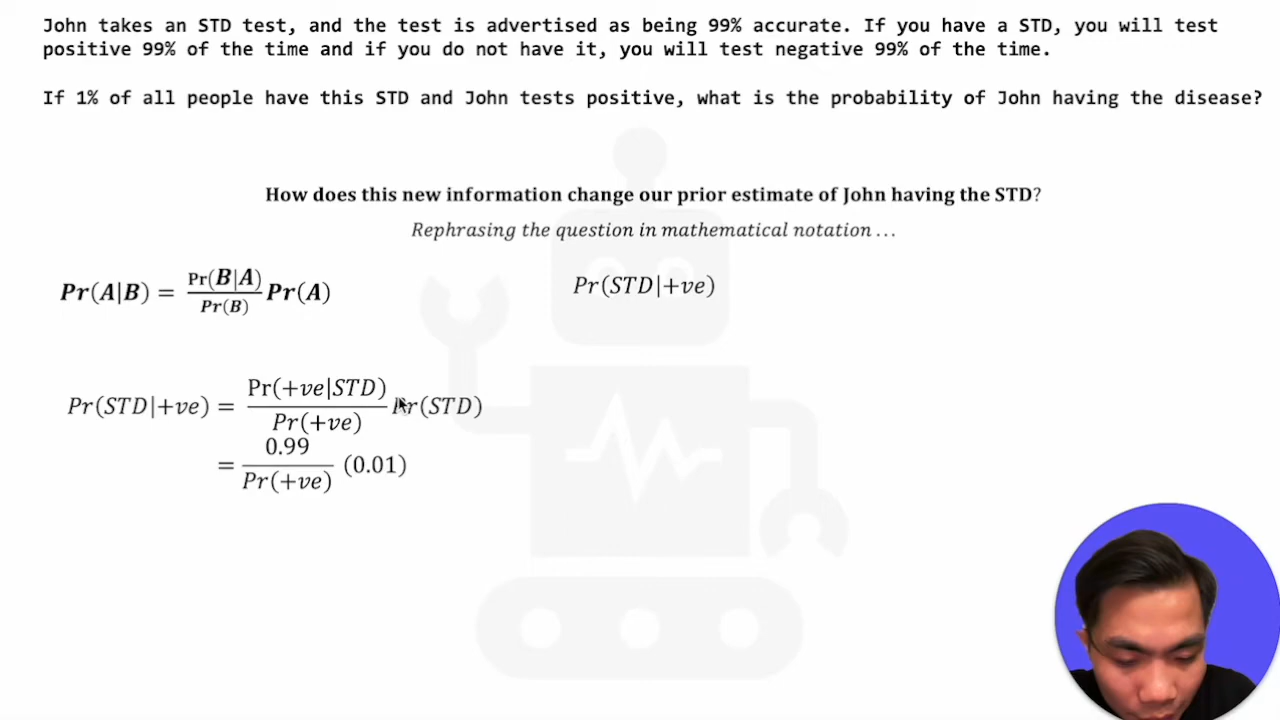 John takes an STD test, and the test is advertised as being 99% accurate. If you have a STD, you will test
positive 99% of the time and if you do not have it, you will test negative 99% of the time.
If 1% of all people have this STD and John tests positive, what is the probability of John having the disease?
How does this new information change our prior estimate of John having the STD?
Rephrasing the question in mathematical notation ...
Pr(A|B) = Pr(B|A) / Pr(B) Pr(A)
Pr(STD|+ve)
Pr(STD|+ve) = Pr(+ve|STD) / Pr(+ve) Pr(STD)
= 0.99 / Pr(+ve) (0.01)